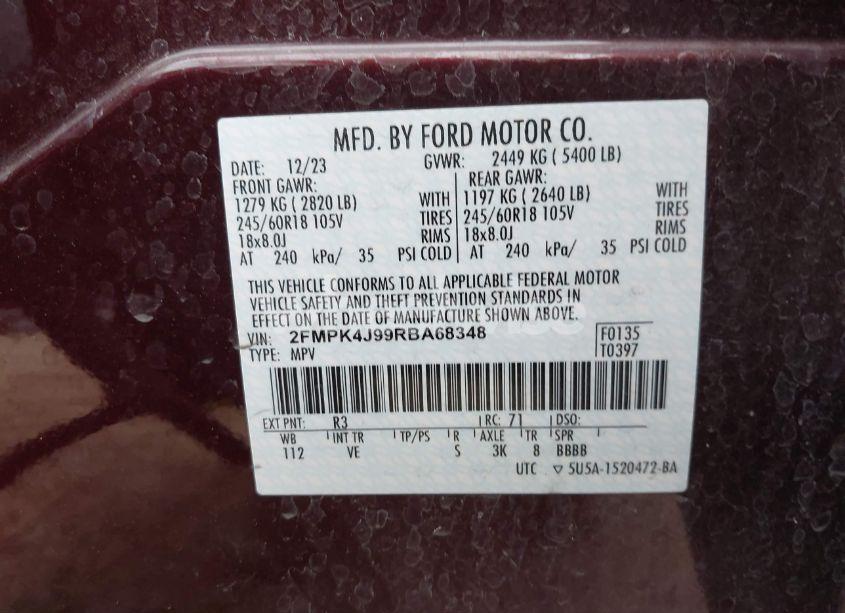 MFD. BY FORD MOTOR CO.
DATE: 12/23 GVWR: 2449 KG ( 5400 LB)
FRONT GAWR: REAR GAWR:
1279 KG ( 2820 LB) WITH 1197 KG ( 2640 LB) WITH
245/60R18 105V TIRES 245/60R18 105V TIRES
18x8.0J RIMS 18x8.0J RIMS
AT 240 kPa/ 35 PSI COLD AT 240 kPa/ 35 PSI COLD
THIS VEHICLE CONFORMS TO ALL APPLICABLE FEDERAL MOTOR
VEHICLE SAFETY AND THEFT PREVENTION STANDARDS IN
EFFECT ON THE DATE OF MANUFACTURE SHOWN ABOVE.
VIN: 2FMPK4J99RBA68348 F0135
TYPE: MPV T0397
EXT PNT: R3 RC: 71 DSO:
WB INT TR TP/PS R AXLE TR SPR
112 VE S 3K 8 BBBB
UTC ▽ 5U5A-1520472-BA